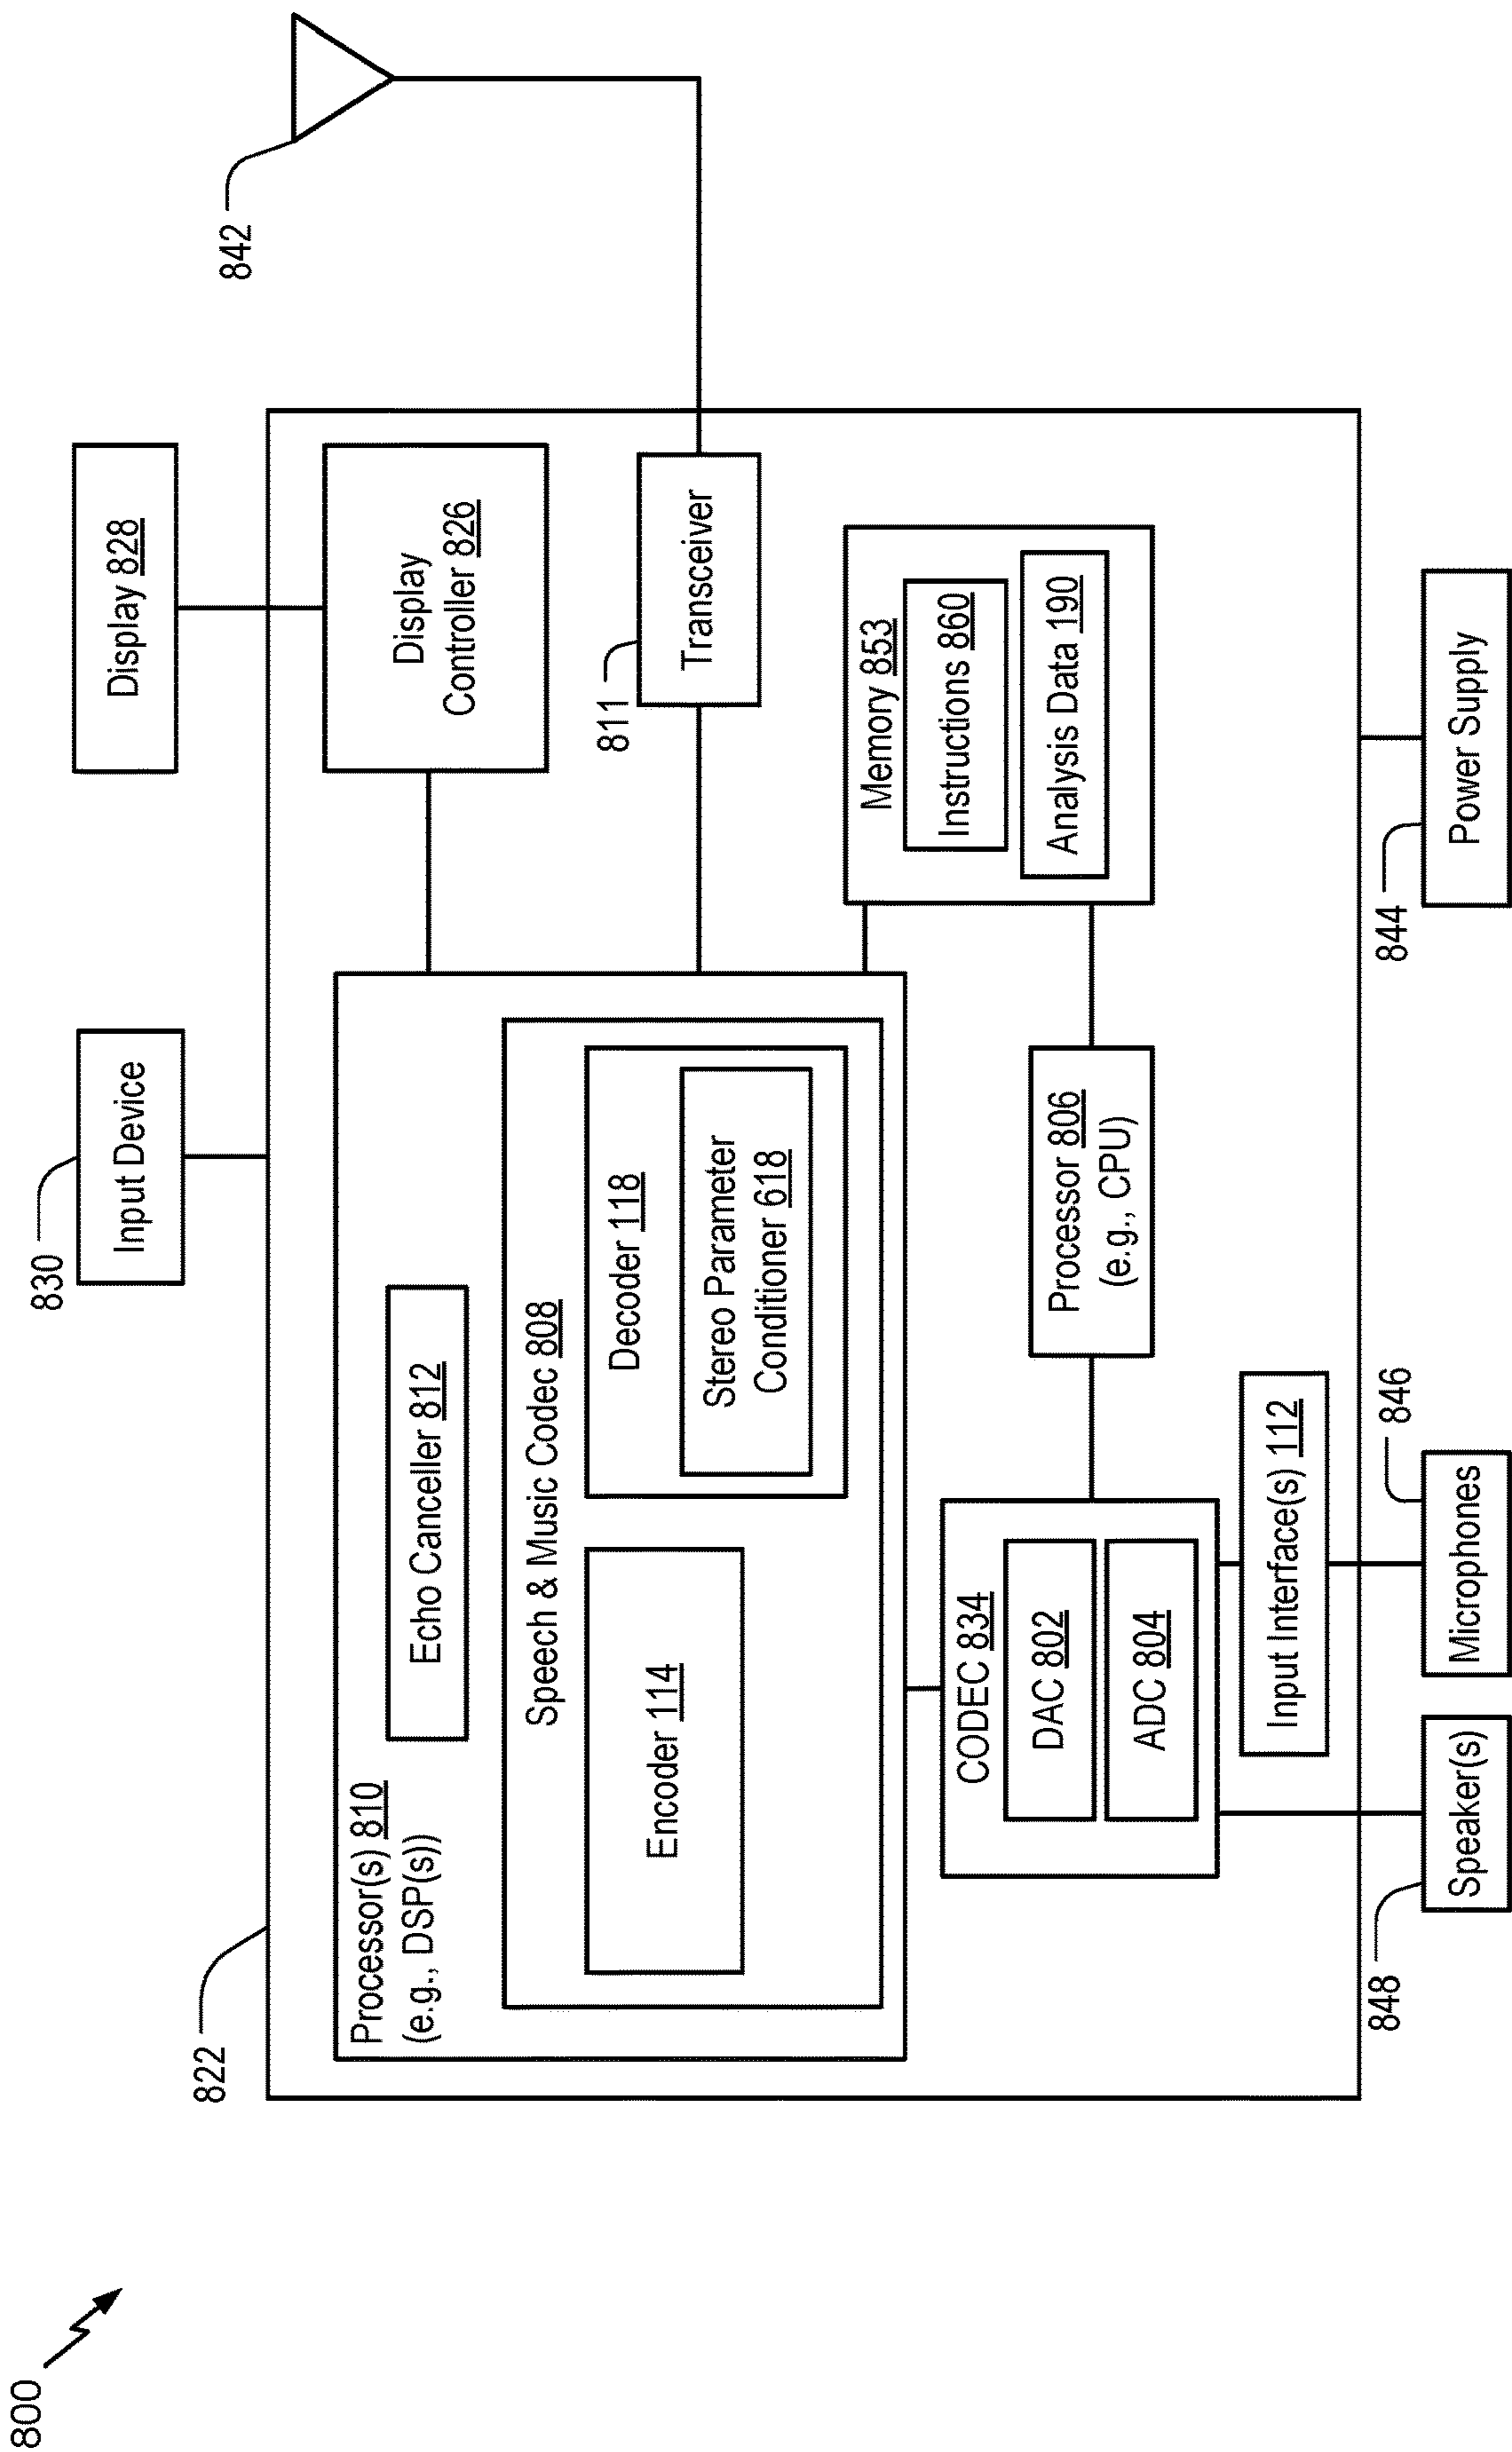 800
822
830
Input Device
Display 828
842
Processor(s) 810
(e.g., DSP(s))
Echo Canceller 812
Display
Controller 826
Speech & Music Codec 808
Encoder 114
Decoder 118
Stereo Parameter
Conditioner 618
811
Transceiver
Memory 853
Instructions 860
Analysis Data 190
CODEC 834
DAC 802
ADC 804
Processor 806
(e.g., CPU)
Input Interface(s) 112
848
Speaker(s)
846
Microphones
844
Power Supply